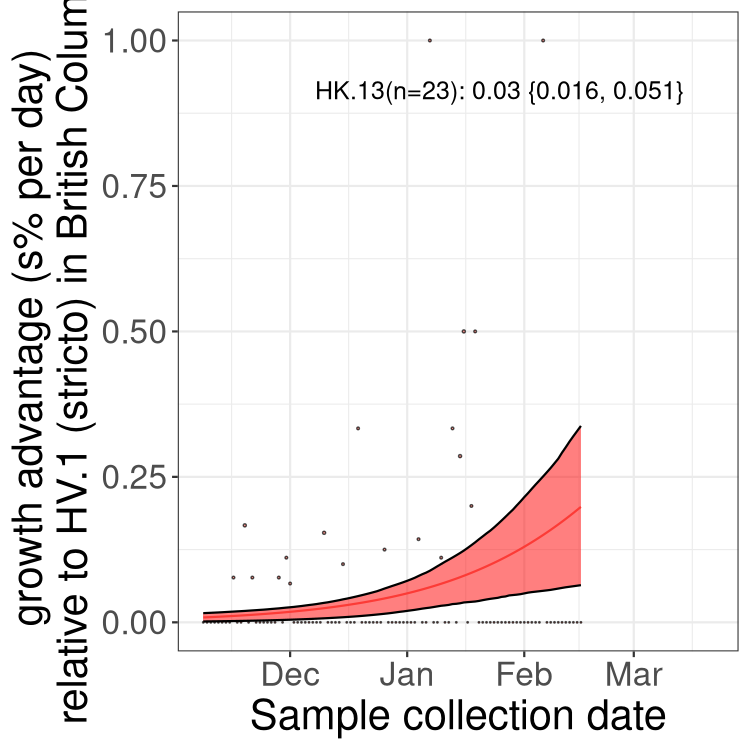 growth advantage (s% per day)
relative to HV.1 (stricto) in British Colum
1.00
0.75
0.50
0.25
0.00
HK.13(n=23): 0.03 {0.016, 0.051}
Dec Jan Feb Mar
Sample collection date